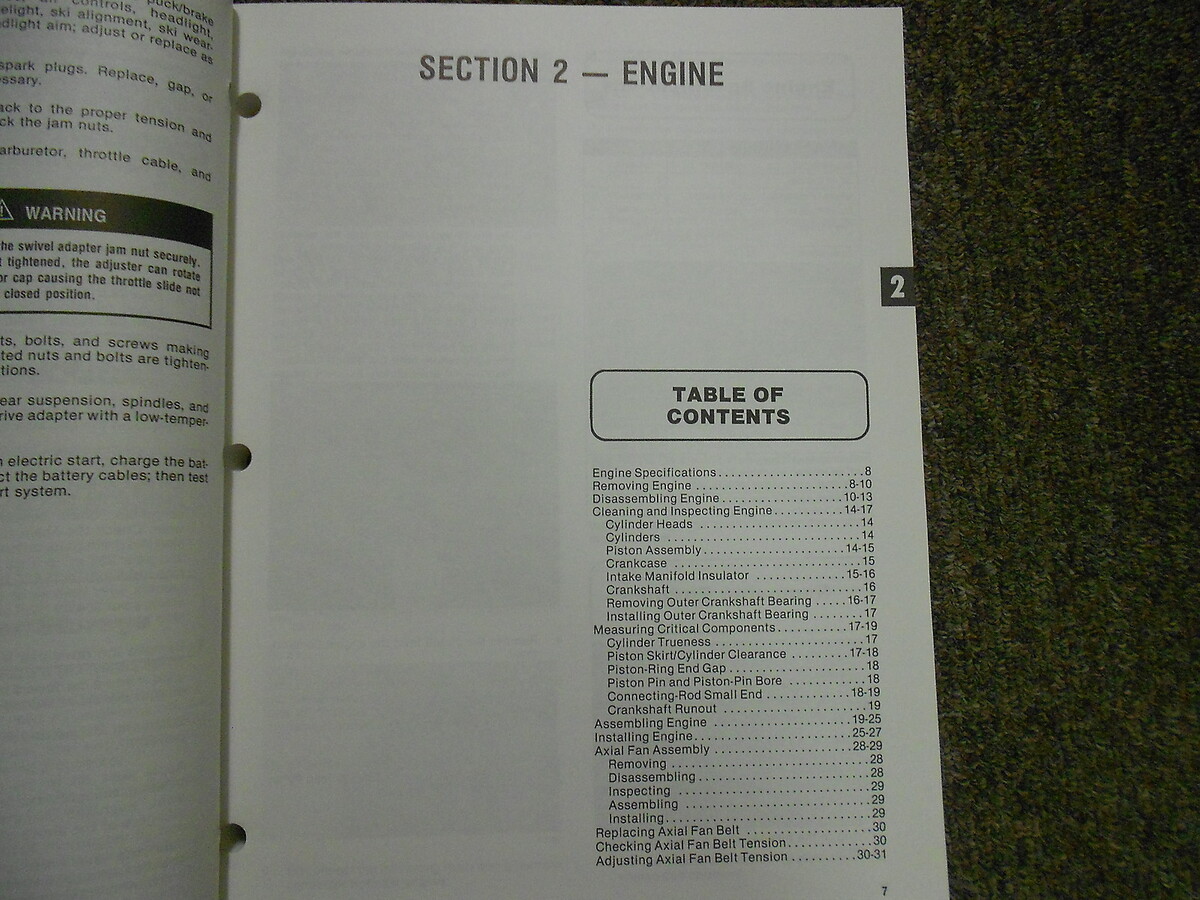 controls, headlight,
elight, ski alignment, ski wear.
dlight aim; adjust or replace as
spark plugs. Replace, gap, or
ssary.
ack to the proper tension and
ck the jam nuts.
arburetor, throttle cable, and
WARNING
he swivel adapter jam nut securely.
t tightened, the adjuster can rotate
or cap causing the throttle slide not
closed position.
ts, bolts, and screws making
ted nuts and bolts are tighten-
tions.
ear suspension, spindles, and
rive adapter with a low-temper-
n electric start, charge the bat-
ct the battery cables; then test
rt system.
SECTION 2 — ENGINE
2
TABLE OF
CONTENTS
Engine Specifications.......................8
Removing Engine ........................8-10
Disassembling Engine...................10-13
Cleaning and Inspecting Engine...........14-17
Cylinder Heads .........................14
Cylinders ................................14
Piston Assembly......................14-15
Crankcase .............................15
Intake Manifold Insulator ..............15-16
Crankshaft ..............................16
Removing Outer Crankshaft Bearing .....16-17
Installing Outer Crankshaft Bearing ........17
Measuring Critical Components...........17-19
Cylinder Trueness ........................17
Piston Skirt/Cylinder Clearance .........17-18
Piston-Ring End Gap......................18
Piston Pin and Piston-Pin Bore ............18
Connecting-Rod Small End .............18-19
Crankshaft Runout .......................19
Assembling Engine .....................19-25
Installing Engine.........................25-27
Axial Fan Assembly .....................28-29
Removing ...............................28
Disassembling...........................28
Inspecting ..............................29
Assembling .............................29
Installing................................29
Replacing Axial Fan Belt ...................30
Checking Axial Fan Belt Tension.............30
Adjusting Axial Fan Belt Tension ..........30-31
7